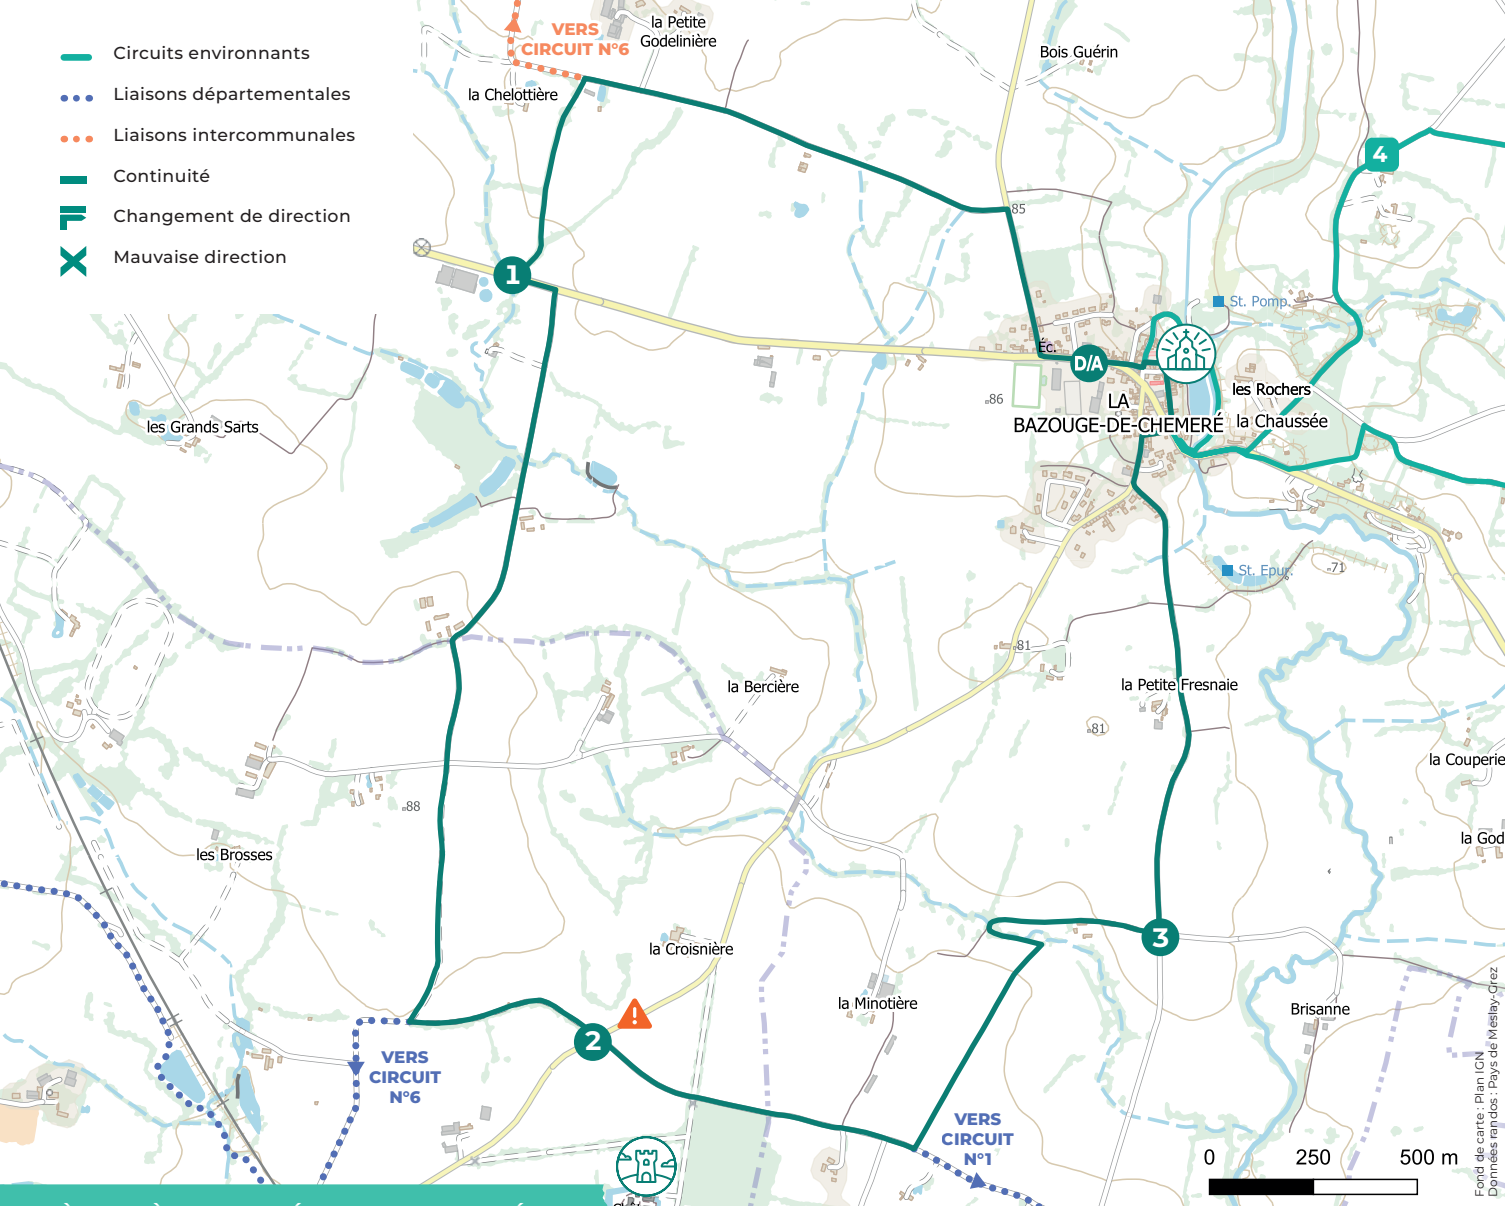 Circuits environnants
Liaisons départementales
Liaisons intercommunales
Continuité
Changement de direction
Mauvaise direction
VERS
CIRCUIT N°6
la Petite
Godelinière
Bois Guérin
la Chelottière
4
85
1
St. Pomp.
Éc.
D/A
86
LA
BAZOUGE-DE-CHEMERÉ
les Rochers
la Chaussée
les Grands Sarts
St. Epur.
71
81
la Petite Fresnaie
la Bercière
81
la Couperie
88
les Brosses
la God
la Croisnière
3
la Minotière
Brisanne
2
VERS
CIRCUIT
N°6
VERS
CIRCUIT
N°1
0 250 500 m
Fond de carte : Plan IGN
Données randos : Pays de Meslay-Grez